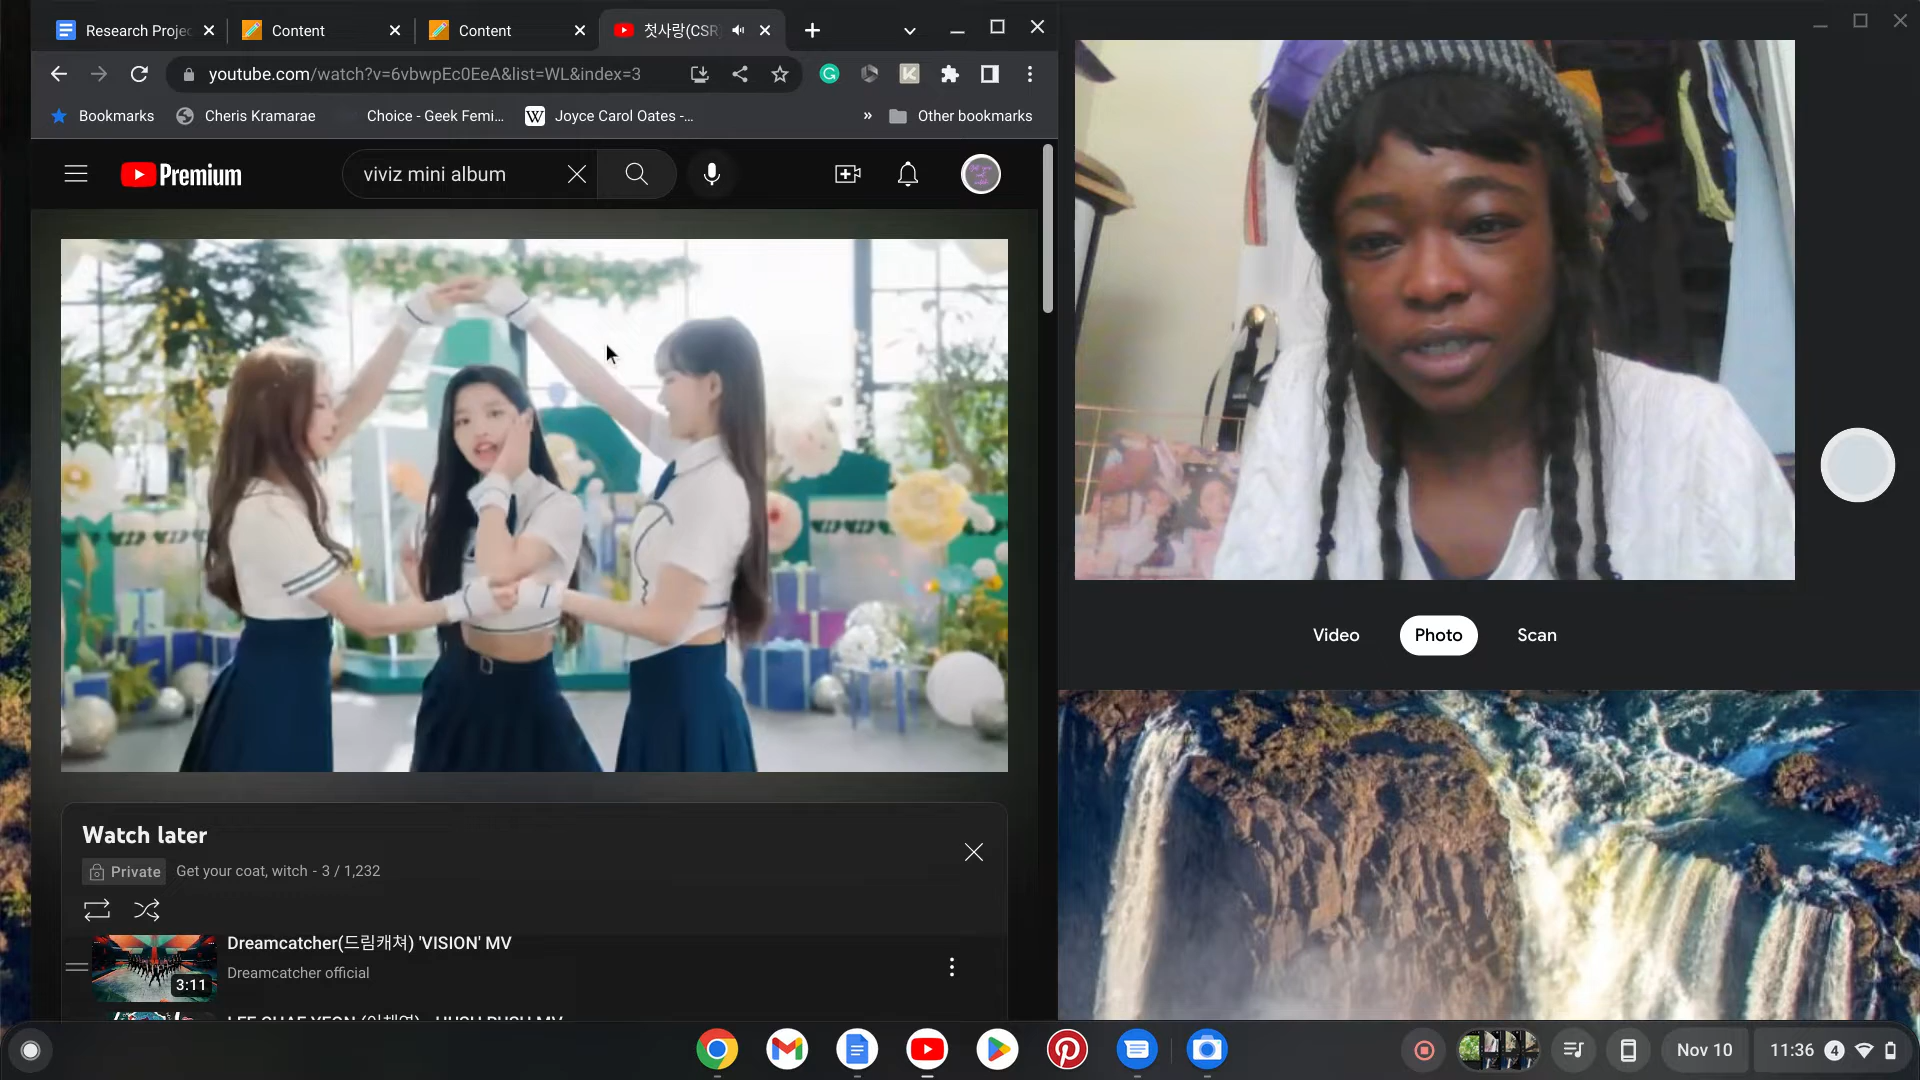 Research Projec
Content
Content
첫사랑(CSR
youtube.com/watch?v=6vbwpEc0EeA&list=WL&index=3
Bookmarks
Cheris Kramarae
Choice - Geek Femi...
W Joyce Carol Oates -...
»
Other bookmarks
Premium
viviz mini album
Watch later
Private
Get your coat, witch - 3 / 1,232
Dreamcatcher(드림캐쳐) 'VISION' MV
Dreamcatcher official
3:11
Video
Photo
Scan
Nov 10
11:36
4